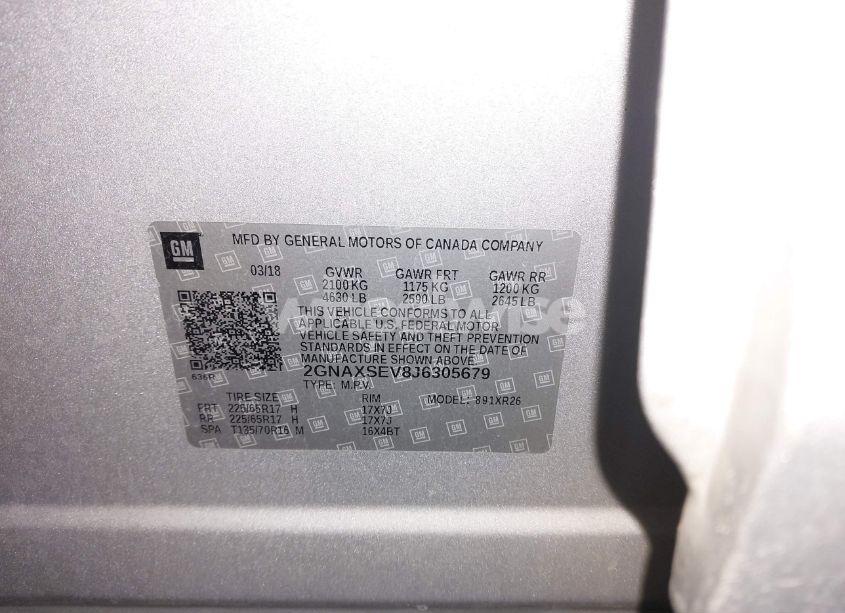 GM MFD BY GENERAL MOTORS OF CANADA COMPANY
03/18 GVWR GAWR FRT GAWR RR
2100 KG 1175 KG 1200 KG
4630 LB 2590 LB 2645 LB
THIS VEHICLE CONFORMS TO ALL
APPLICABLE U.S. FEDERAL MOTOR
VEHICLE SAFETY AND THEFT PREVENTION
STANDARDS IN EFFECT ON THE DATE OF
MANUFACTURE SHOWN ABOVE.
636R 2GNAXSEV8J6305679
TYPE: M.P.V.
TIRE SIZE RIM MODEL: 891XR26
FRT 225/65R17 H 17X7J
RR 225/65R17 H 17X7J
SPA T135/70R16 M 16X4BT